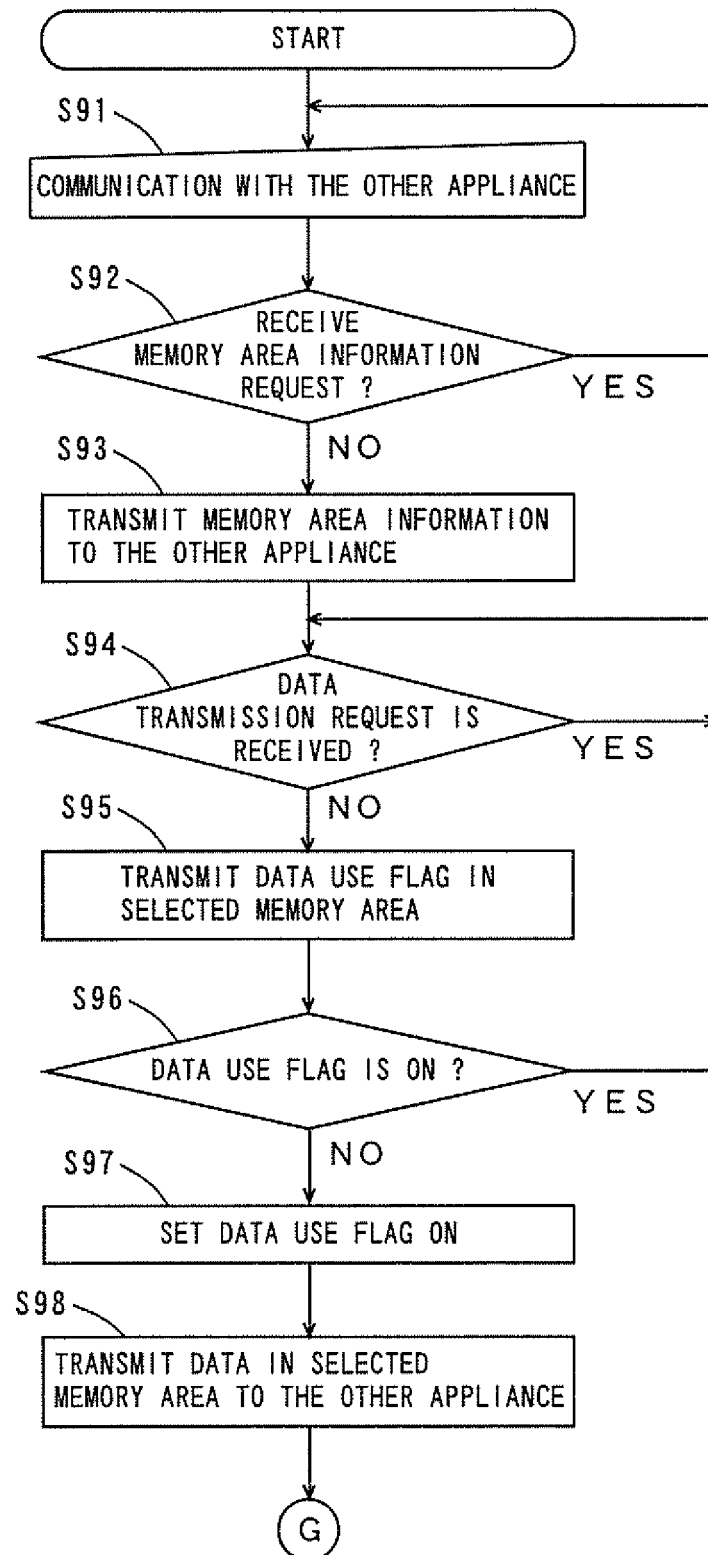 START
S91
COMMUNICATION WITH THE OTHER APPLIANCE
S92
RECEIVE
MEMORY AREA INFORMATION
REQUEST ?
YES
NO
S93
TRANSMIT MEMORY AREA INFORMATION
TO THE OTHER APPLIANCE
S94
DATA
TRANSMISSION REQUEST IS
RECEIVED ?
YES
NO
S95
TRANSMIT DATA USE FLAG IN
SELECTED MEMORY AREA
S96
DATA USE FLAG IS ON ?
YES
NO
S97
SET DATA USE FLAG ON
S98
TRANSMIT DATA IN SELECTED
MEMORY AREA TO THE OTHER APPLIANCE
G